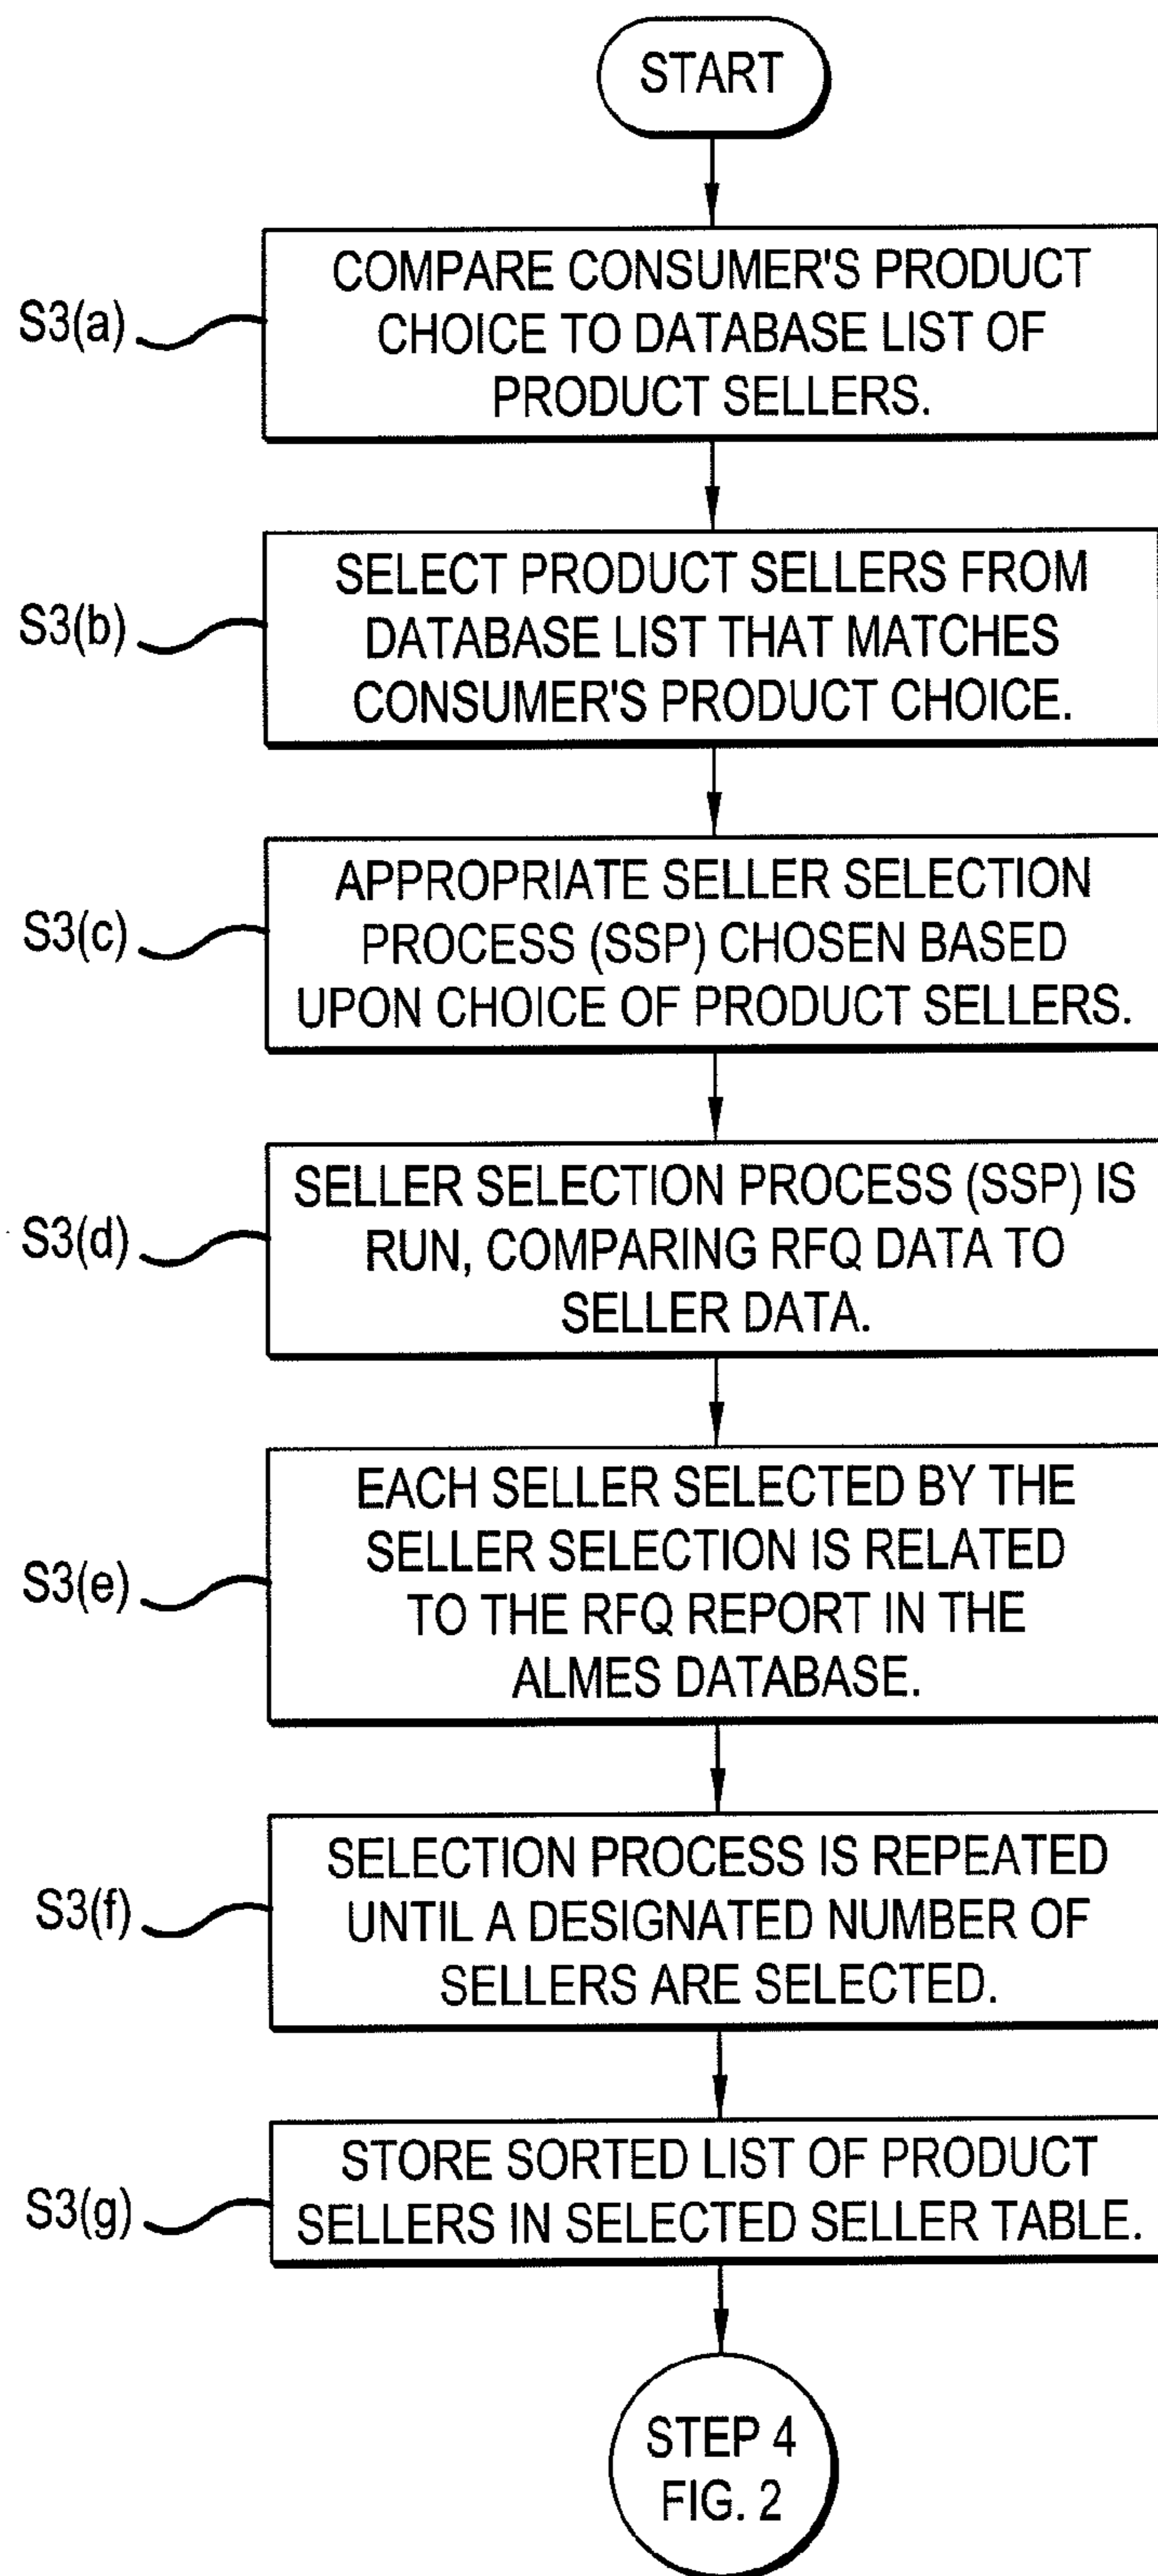 START
S3(a)
COMPARE CONSUMER'S PRODUCT
CHOICE TO DATABASE LIST OF
PRODUCT SELLERS.
S3(b)
SELECT PRODUCT SELLERS FROM
DATABASE LIST THAT MATCHES
CONSUMER'S PRODUCT CHOICE.
S3(c)
APPROPRIATE SELLER SELECTION
PROCESS (SSP) CHOSEN BASED
UPON CHOICE OF PRODUCT SELLERS.
S3(d)
SELLER SELECTION PROCESS (SSP) IS
RUN, COMPARING RFQ DATA TO
SELLER DATA.
S3(e)
EACH SELLER SELECTED BY THE
SELLER SELECTION IS RELATED
TO THE RFQ REPORT IN THE
ALMES DATABASE.
S3(f)
SELECTION PROCESS IS REPEATED
UNTIL A DESIGNATED NUMBER OF
SELLERS ARE SELECTED.
S3(g)
STORE SORTED LIST OF PRODUCT
SELLERS IN SELECTED SELLER TABLE.
STEP 4
FIG. 2